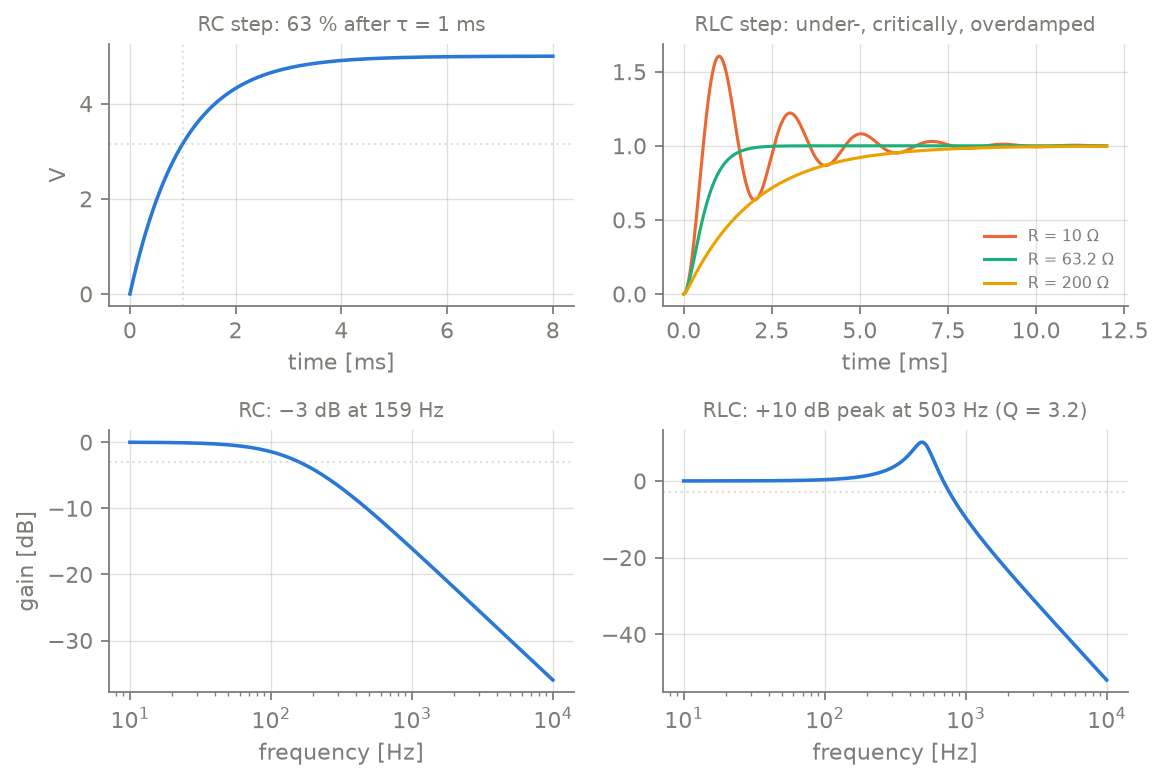 RC step: 63 % after τ = 1 ms
V
4
2
0
0 2 4 6 8
time [ms]
RLC step: under-, critically, overdamped
1.5
1.0
0.5
0.0
R = 10 Ω
R = 63.2 Ω
R = 200 Ω
0.0 2.5 5.0 7.5 10.0 12.5
time [ms]
RC: −3 dB at 159 Hz
gain [dB]
0
−10
−20
−30
10¹ 10² 10³ 10⁴
frequency [Hz]
RLC: +10 dB peak at 503 Hz (Q = 3.2)
0
−20
−40
10¹ 10² 10³ 10⁴
frequency [Hz]